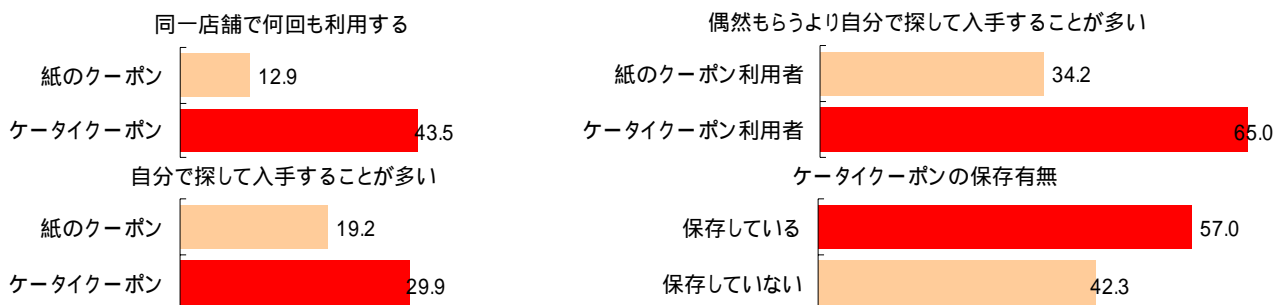 同一店舗で何回も利用する
紙のクーポン 12.9
ケータイクーポン 43.5
自分で探して入手することが多い
紙のクーポン 19.2
ケータイクーポン 29.9
偶然もらうより自分で探して入手することが多い
紙のクーポン利用者 34.2
ケータイクーポン利用者 65.0
ケータイクーポンの保存有無
保存している 57.0
保存していない 42.3